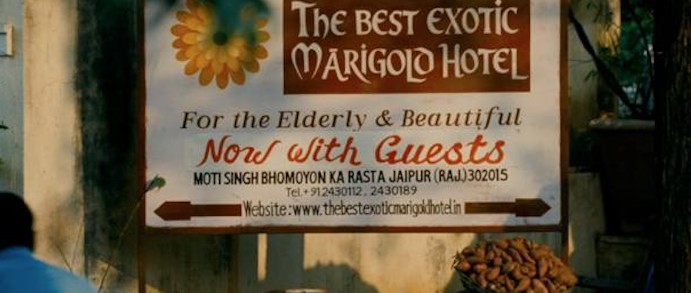 THE BEST EXOTIC
MARIGOLD HOTEL
For the Elderly & Beautiful
Now with Guests
MOTI SINGH BHOMOYON KA RASTA JAIPUR (RAJ.) 302015
Tel.+912430112, 2430189
Website:www.thebestexoticmarigoldhotel.in